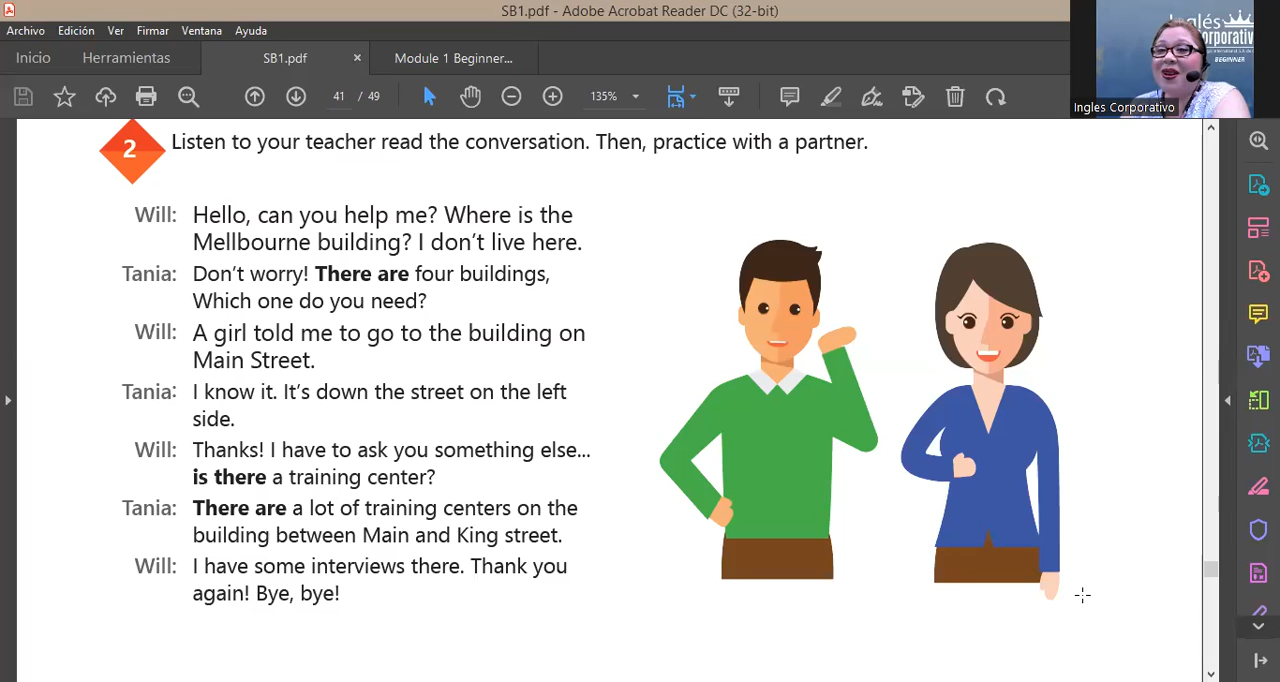 SB1.pdf - Adobe Acrobat Reader DC (32-bit)
Archivo Edición Ver Firmar Ventana Ayuda
Inicio Herramientas SB1.pdf × Module 1 Beginner...
41 / 49 135%
Inglés
Corporativo
BEGINNER
Ingles Corporativo
2 Listen to your teacher read the conversation. Then, practice with a partner.
Will: Hello, can you help me? Where is the
Mellbourne building? I don't live here.
Tania: Don't worry! There are four buildings,
Which one do you need?
Will: A girl told me to go to the building on
Main Street.
Tania: I know it. It's down the street on the left
side.
Will: Thanks! I have to ask you something else...
is there a training center?
Tania: There are a lot of training centers on the
building between Main and King street.
Will: I have some interviews there. Thank you
again! Bye, bye!